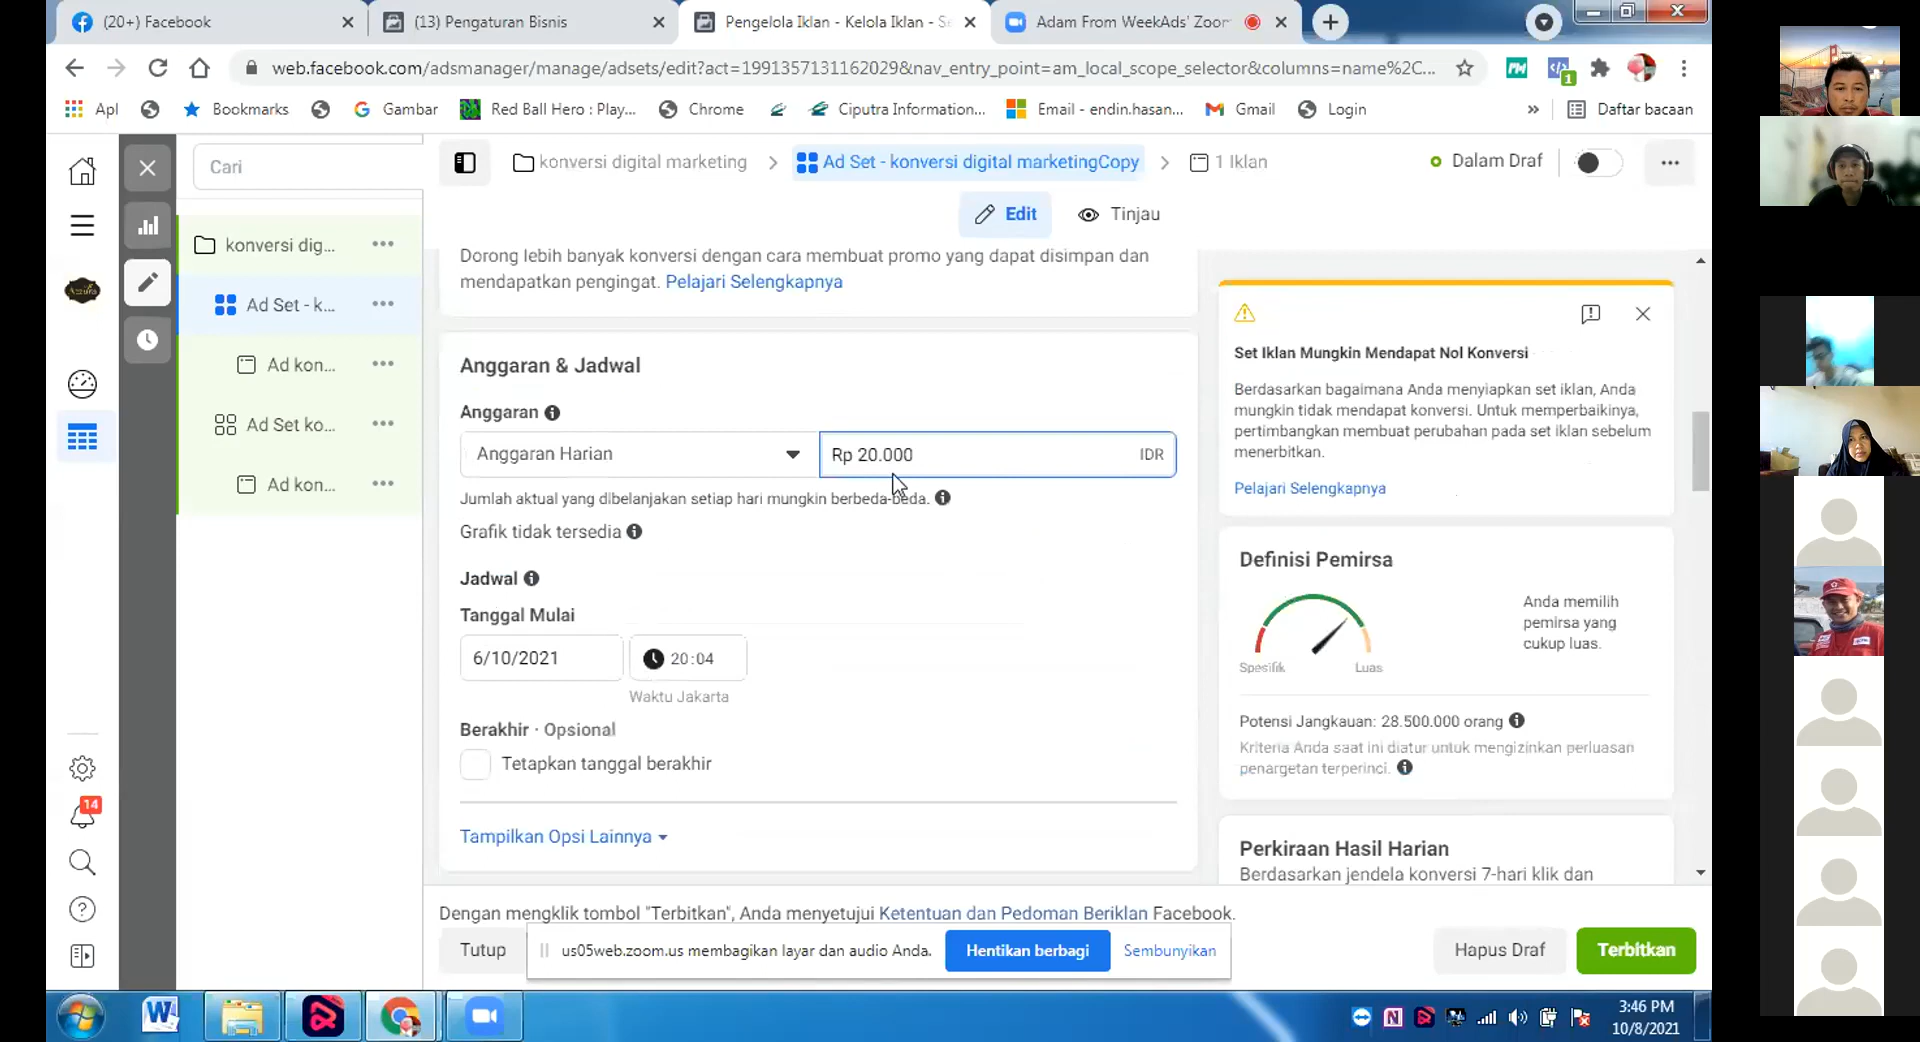 (20+) Facebook
(13) Pengaturan Bisnis
Pengelola Iklan - Kelola Iklan - Se
Adam From WeekAds' Zoom
web.facebook.com/adsmanager/manage/adsets/edit?act=1991357131162029&nav_entry_point=am_local_scope_selector&columns=name%2C...
1
Apl
Bookmarks
Gambar
Red Ball Hero : Play...
Chrome
Ciputra Information...
Email - endin.hasan...
Gmail
Login
»
Daftar bacaan
Cari
konversi digital marketing
Ad Set - konversi digital marketingCopy
1 Iklan
Dalam Draf
Edit
Tinjau
konversi dig...
Ad Set - k...
Ad kon...
Ad Set ko...
Ad kon...
14
Dorong lebih banyak konversi dengan cara membuat promo yang dapat disimpan dan
mendapatkan pengingat. Pelajari Selengkapnya
Anggaran & Jadwal
Anggaran
Anggaran Harian
Rp 20.000
IDR
Jumlah aktual yang dibelanjakan setiap hari mungkin berbeda-beda.
Grafik tidak tersedia
Jadwal
Tanggal Mulai
6/10/2021
20:04
Waktu Jakarta
Berakhir · Opsional
Tetapkan tanggal berakhir
Tampilkan Opsi Lainnya
Set Iklan Mungkin Mendapat Nol Konversi
Berdasarkan bagaimana Anda menyiapkan set iklan, Anda
mungkin tidak mendapat konversi. Untuk memperbaikinya,
pertimbangkan membuat perubahan pada set iklan sebelum
menerbitkan.
Pelajari Selengkapnya
Definisi Pemirsa
Spesifik
Luas
Anda memilih
pemirsa yang
cukup luas.
Potensi Jangkauan: 28.500.000 orang
Kriteria Anda saat ini diatur untuk mengizinkan perluasan
penargetan terperinci.
Perkiraan Hasil Harian
Berdasarkan jendela konversi 7-hari klik dan
Dengan mengklik tombol "Terbitkan", Anda menyetujui Ketentuan dan Pedoman Beriklan Facebook.
Tutup
us05web.zoom.us membagikan layar dan audio Anda.
Hentikan berbagi
Sembunyikan
Hapus Draf
Terbitkan
3:46 PM
10/8/2021